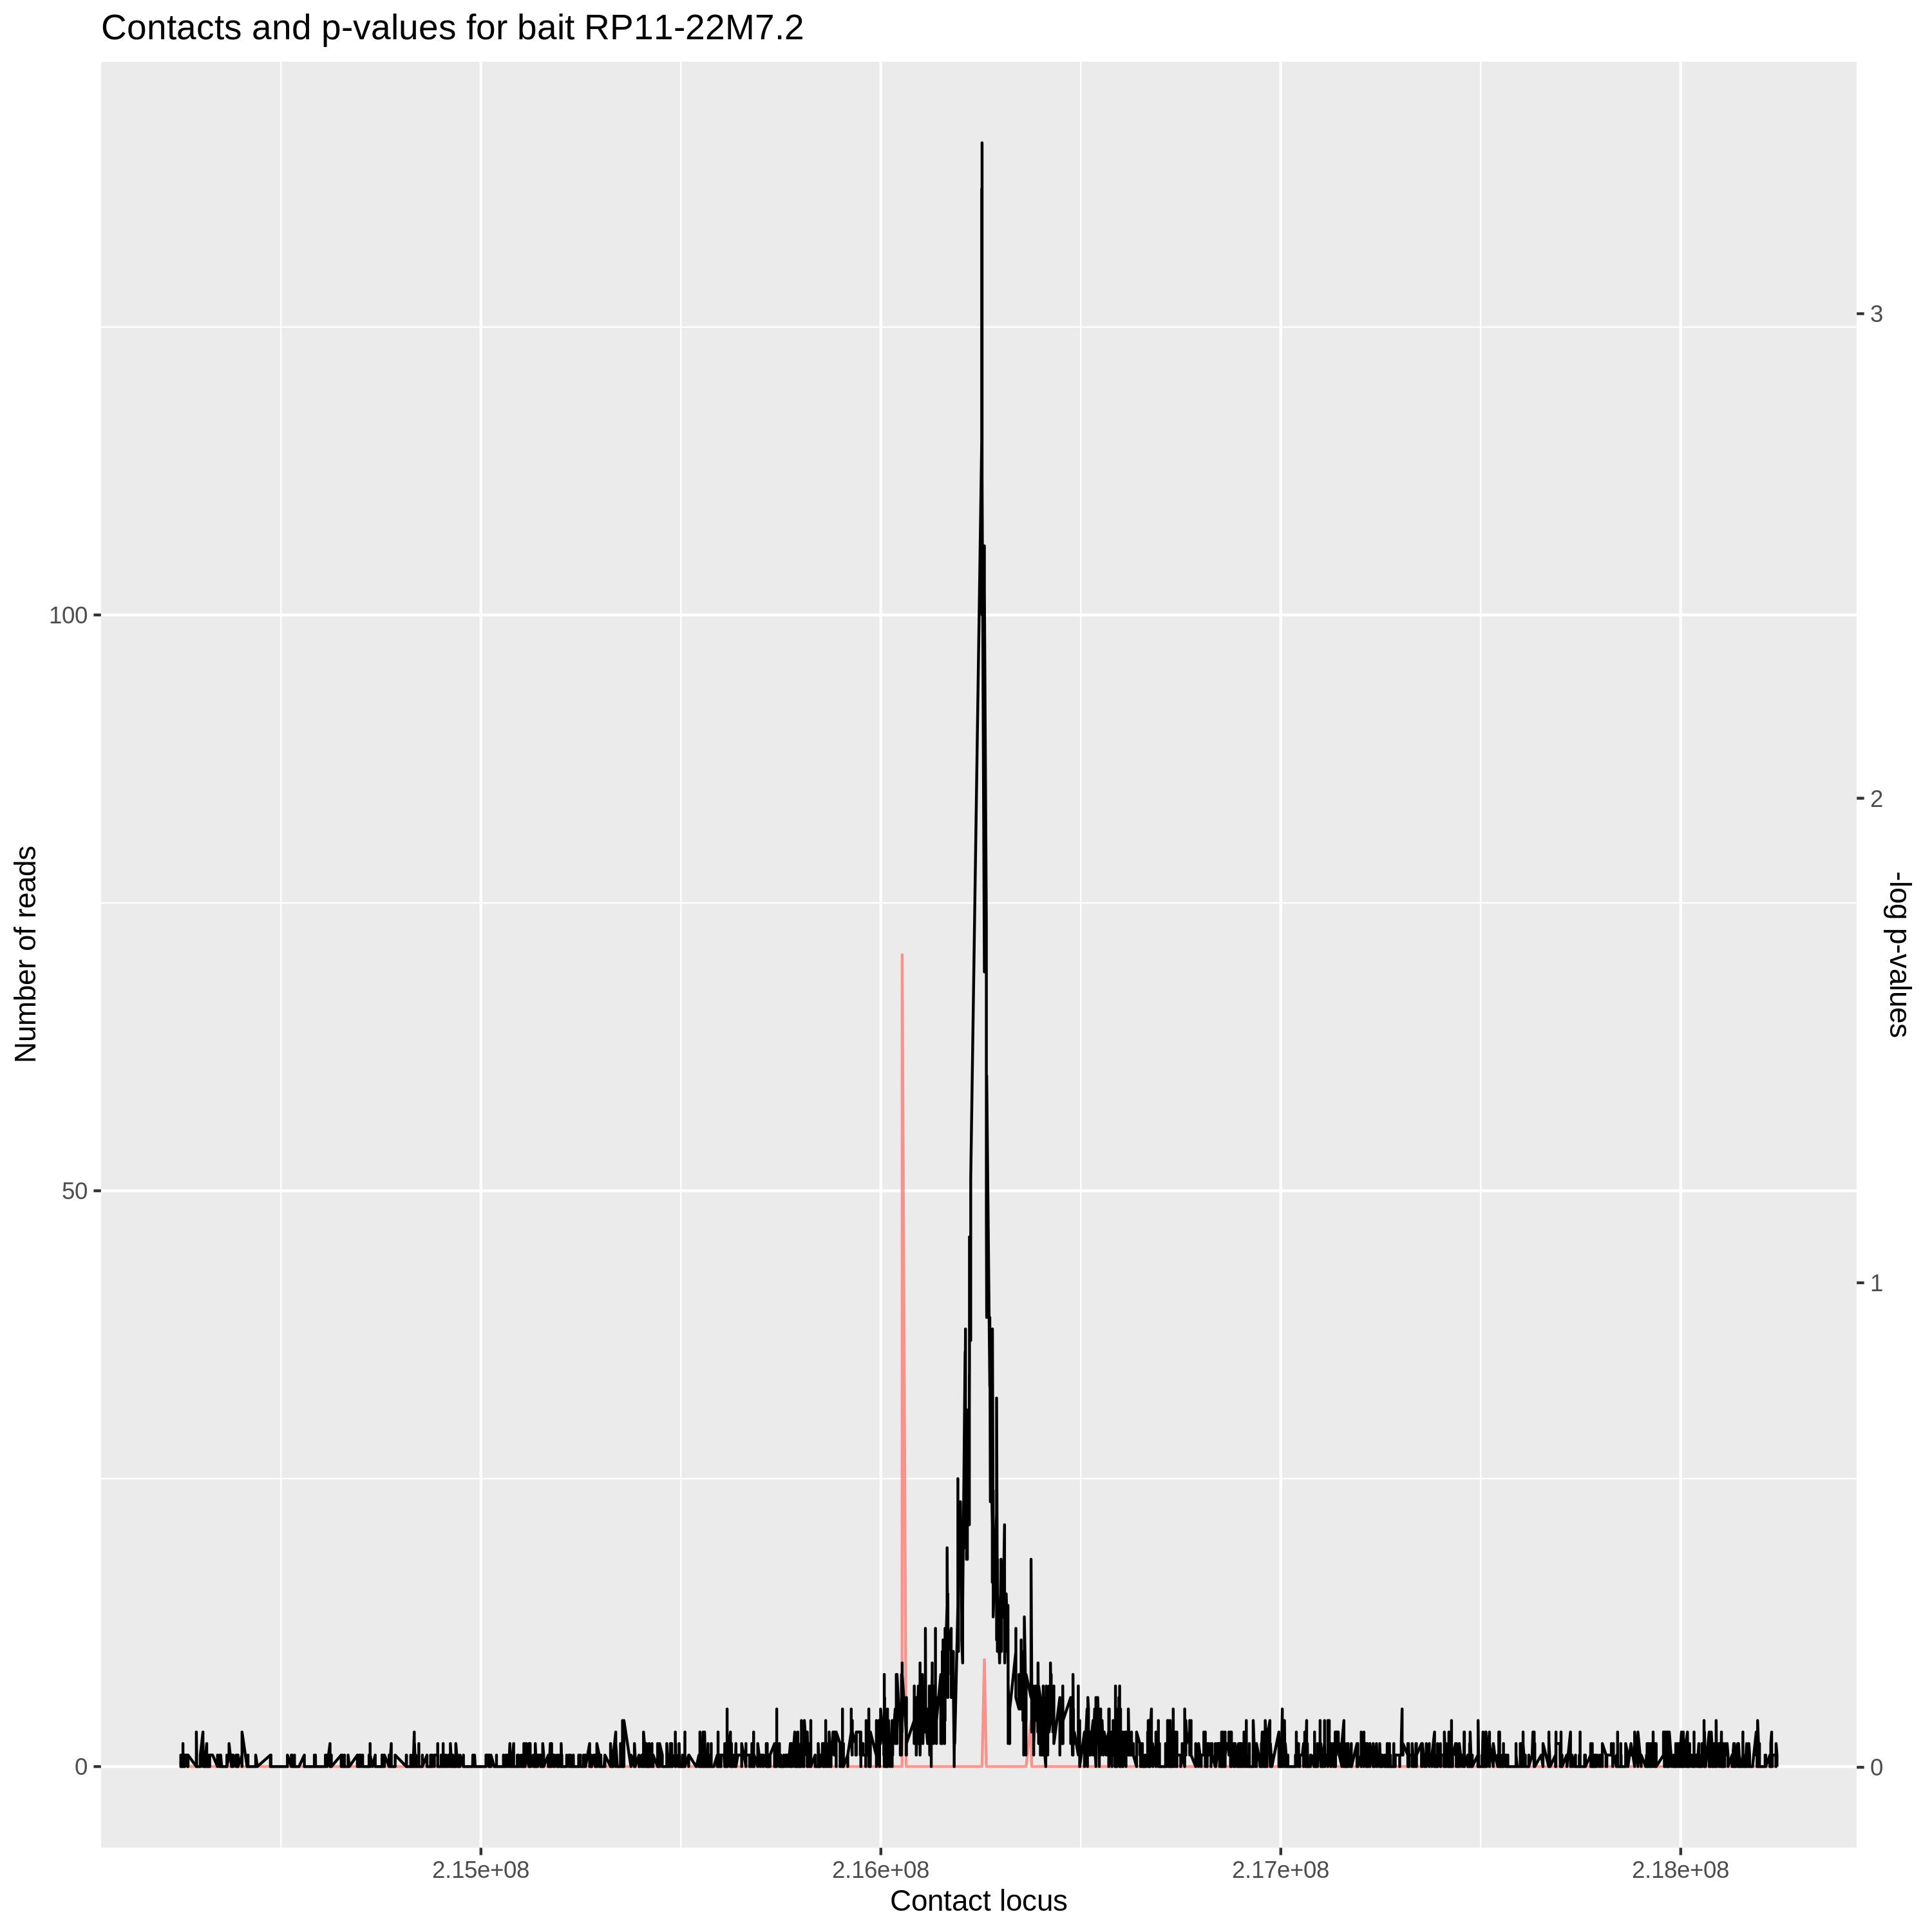 Contacts and p-values for bait RP11-22M7.2
Number of reads
100
50
0
3
2
1
0
-log p-values
2.15e+08
2.16e+08
2.17e+08
2.18e+08
Contact locus